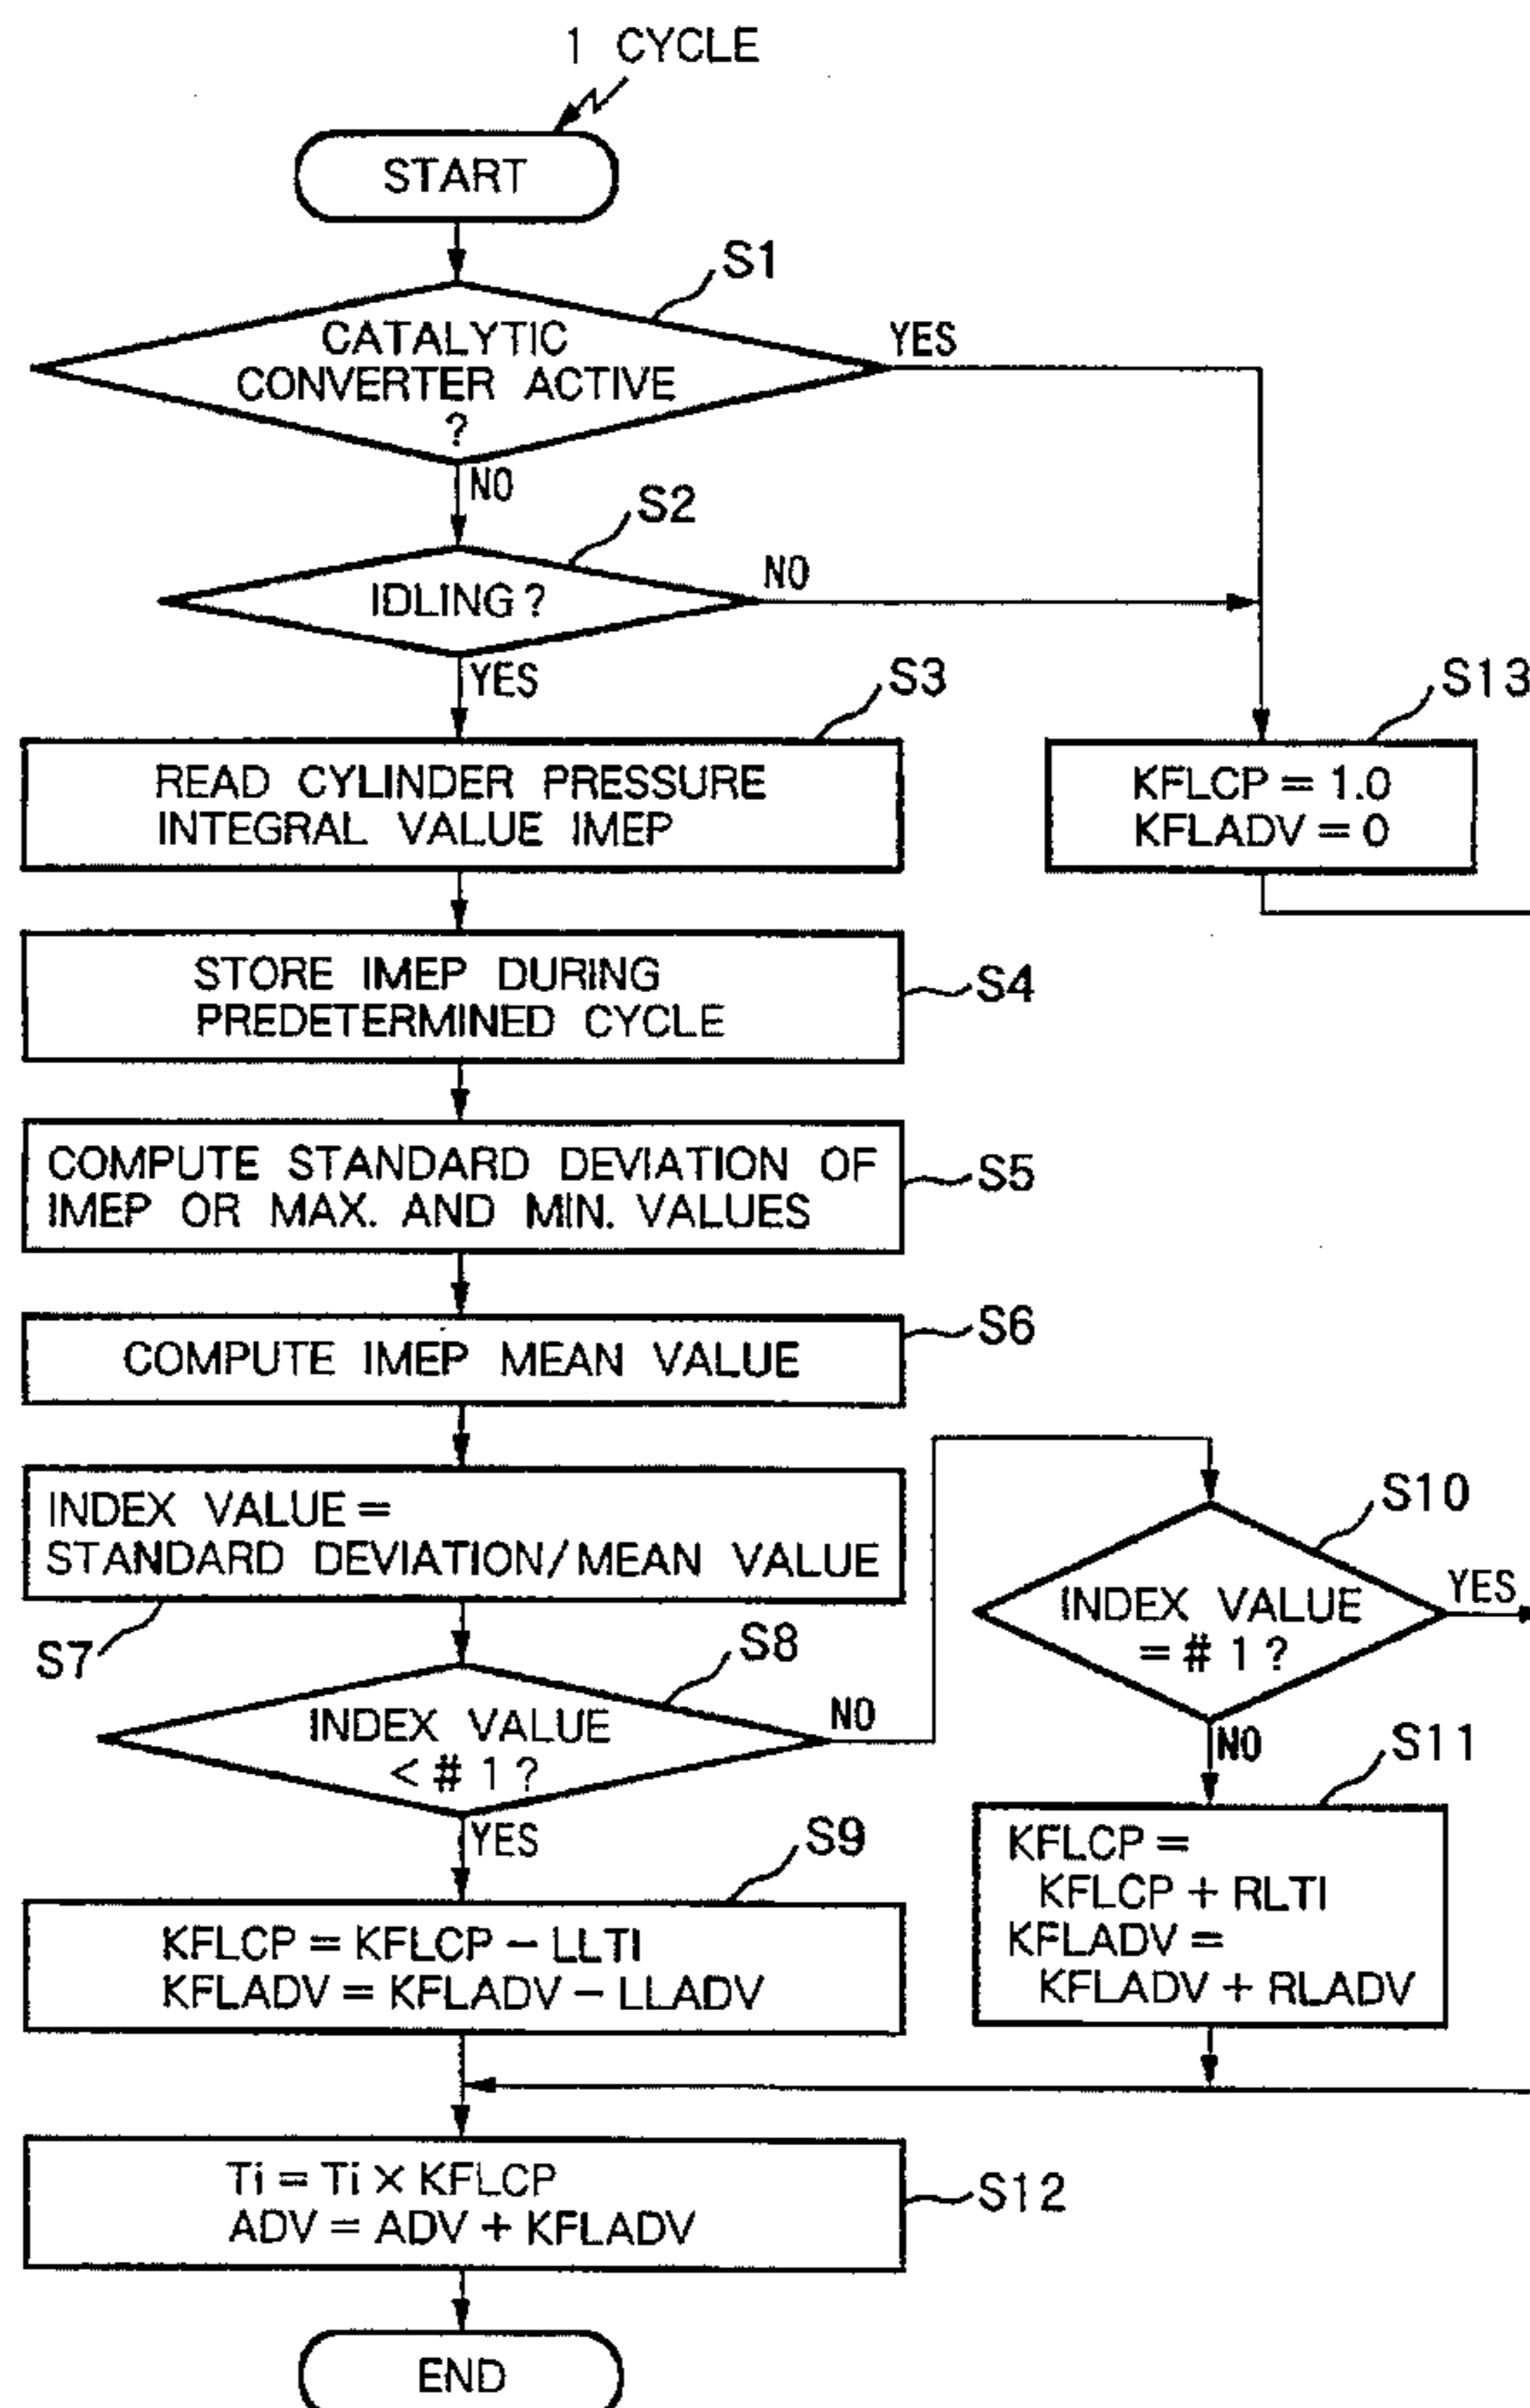 1 CYCLE
START
S1
CATALYTIC
CONVERTER ACTIVE
?
YES
NO
S2
IDLING?
NO
YES
S3
READ CYLINDER PRESSURE
INTEGRAL VALUE IMEP
S13
KFLCP = 1.0
KFLADV = 0
STORE IMEP DURING
PREDETERMINED CYCLE
S4
COMPUTE STANDARD DEVIATION OF
IMEP OR MAX. AND MIN. VALUES
S5
COMPUTE IMEP MEAN VALUE
S6
INDEX VALUE =
STANDARD DEVIATION/MEAN VALUE
S7
S8
INDEX VALUE
< # 1 ?
NO
YES
S10
INDEX VALUE
= # 1 ?
YES
NO
S11
KFLCP =
KFLCP + RLTI
KFLADV =
KFLADV + RLADV
S9
KFLCP = KFLCP - LLTI
KFLADV = KFLADV - LLADV
Ti = Ti × KFLCP
ADV = ADV + KFLADV
S12
END